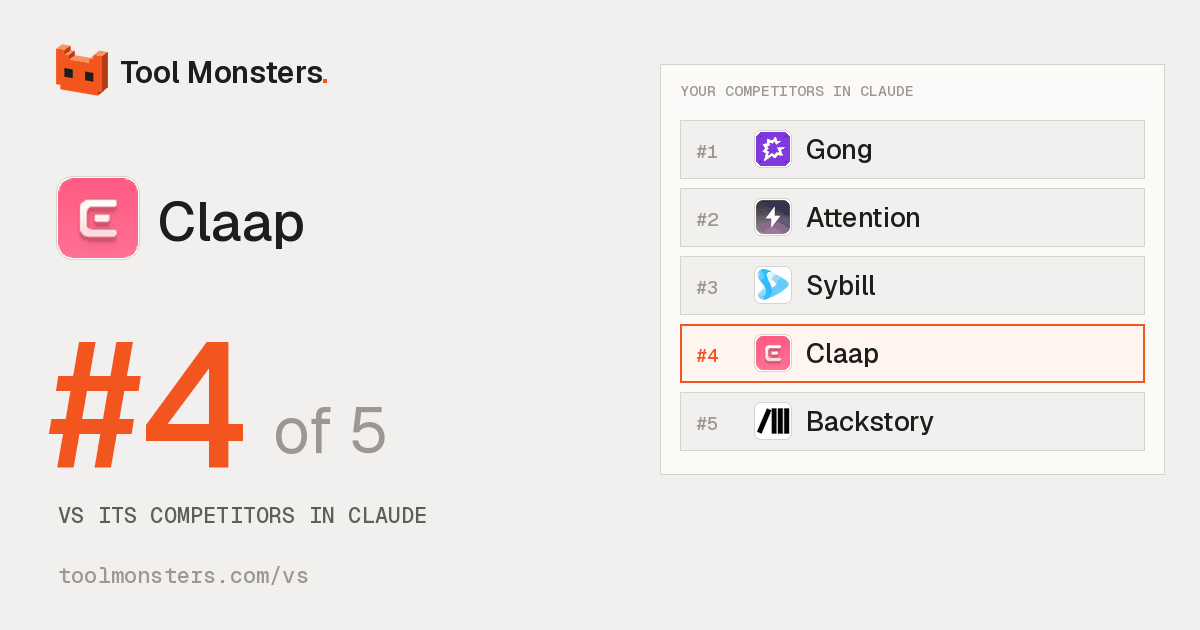 Tool Monsters.
Claap
#4 of 5
VS ITS COMPETITORS IN CLAUDE
toolmonsters.com/vs
YOUR COMPETITORS IN CLAUDE
#1 Gong
#2 Attention
#3 Sybill
#4 Claap
#5 Backstory